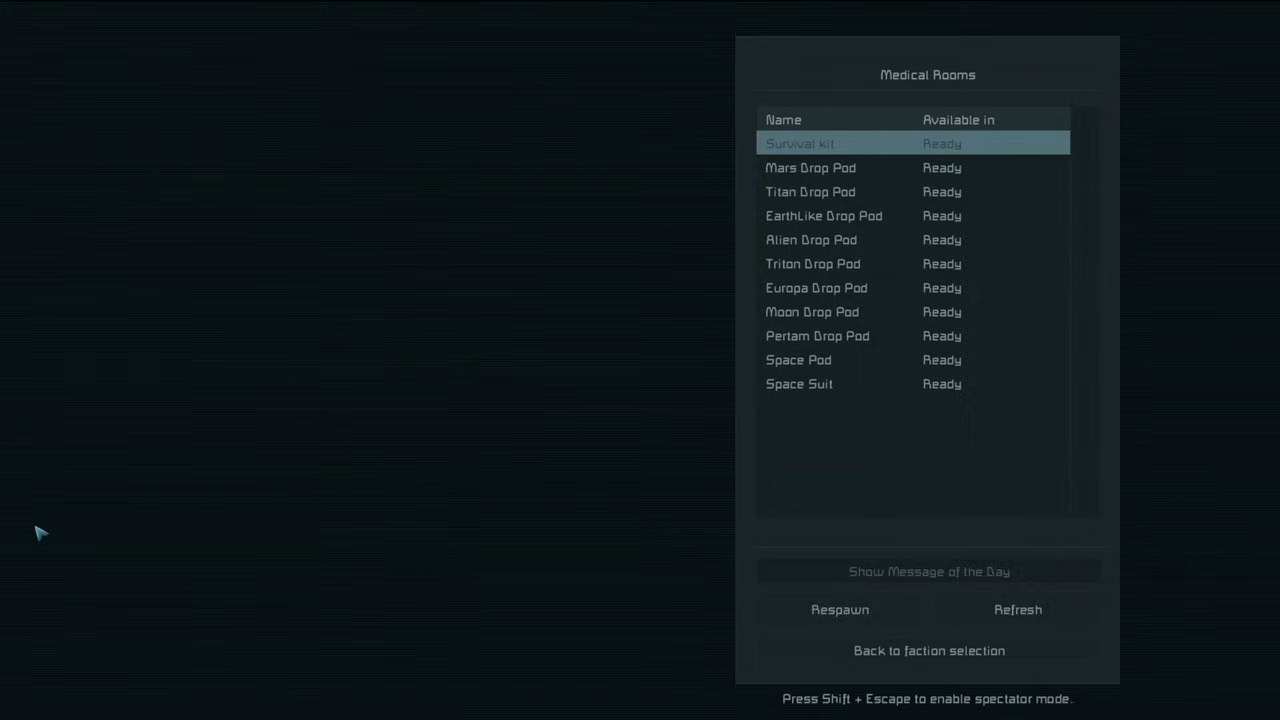 Medical Rooms
Name Available in
Survival kit Ready
Mars Drop Pod Ready
Titan Drop Pod Ready
EarthLike Drop Pod Ready
Alien Drop Pod Ready
Triton Drop Pod Ready
Europa Drop Pod Ready
Moon Drop Pod Ready
Pertam Drop Pod Ready
Space Pod Ready
Space Suit Ready
Show Message of the Day
Respawn Refresh
Back to faction selection
Press Shift + Escape to enable spectator mode.